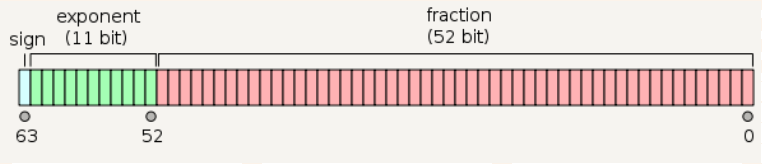 exponent
fraction
sign
(11 bit)
(52 bit)
63
52
0